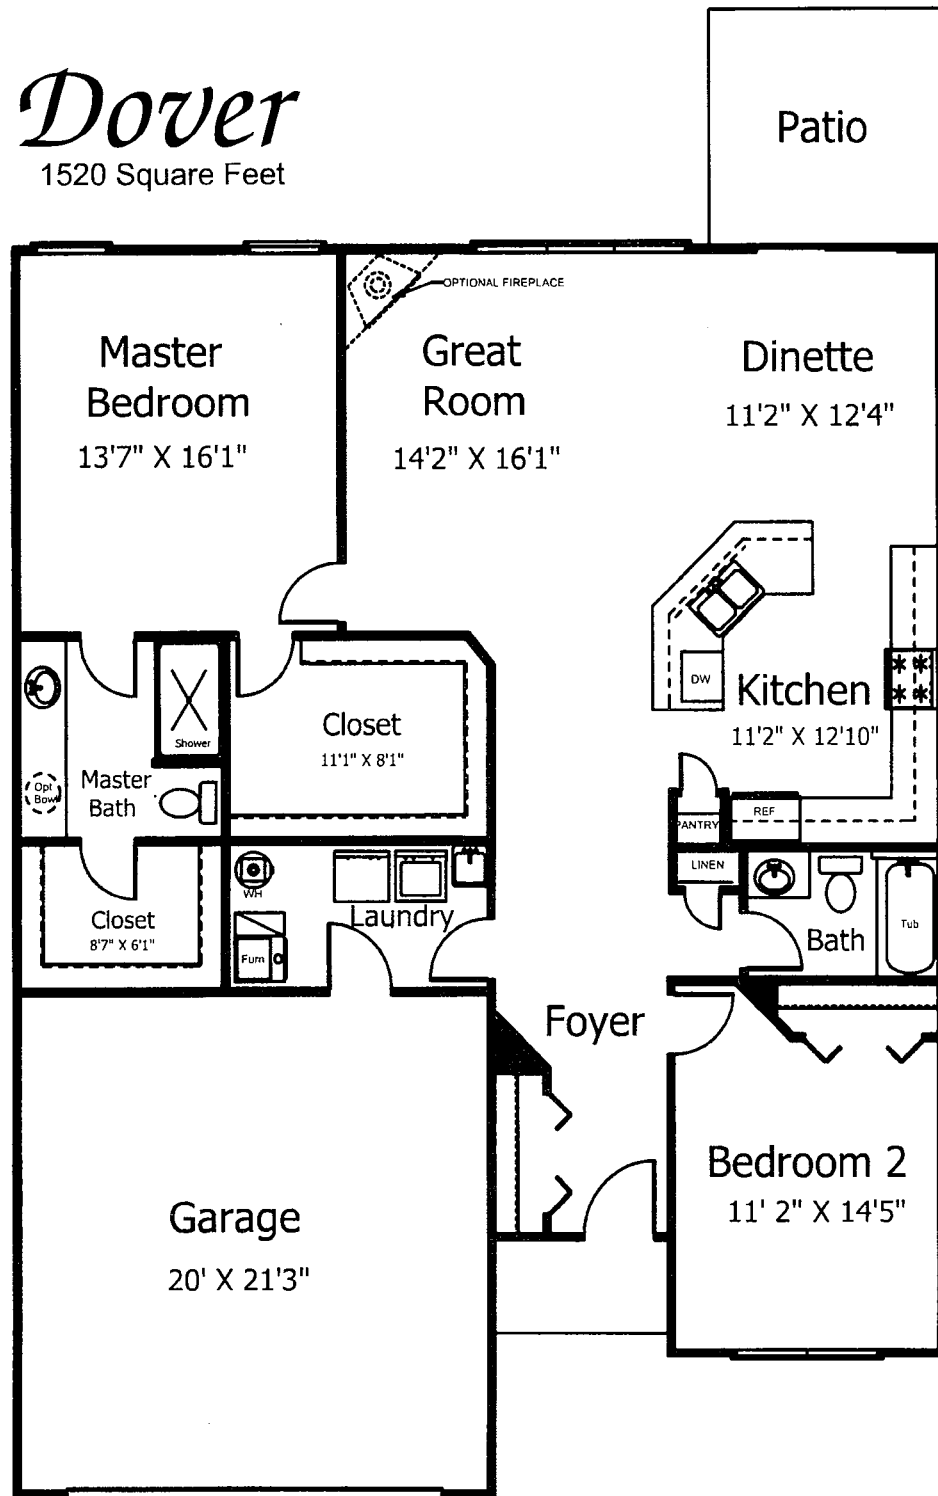 Dover
1520 Square Feet
Patio
OPTIONAL FIREPLACE
Master
Bedroom
13'7" X 16'1"
Great
Room
14'2" X 16'1"
Dinette
11'2" X 12'4"
DW
Kitchen
11'2" X 12'10"
Closet
11'1" X 8'1"
Shower
Master
Bath
Opt
Bowl
REF
PANTRY
LINEN
WH
Laundry
Furn
Closet
8'7" X 6'1"
Bath
Tub
Foyer
Bedroom 2
11' 2" X 14'5"
Garage
20' X 21'3"